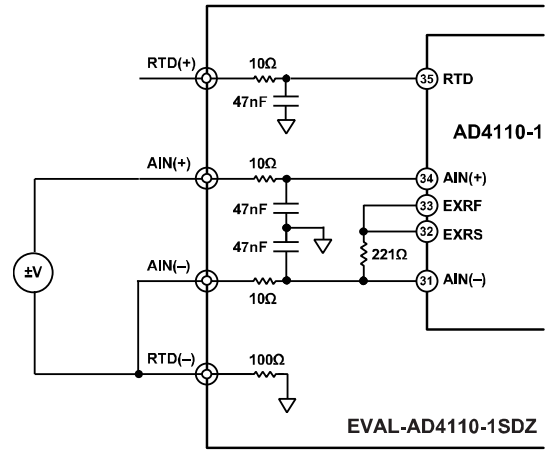 RTD(+)
10Ω
47nF
35 RTD
AD4110-1
AIN(+)
10Ω
34 AIN(+)
47nF
33 EXRF
32 EXRS
47nF
221Ω
±V
AIN(–)
10Ω
31 AIN(–)
RTD(–)
100Ω
EVAL-AD4110-1SDZ